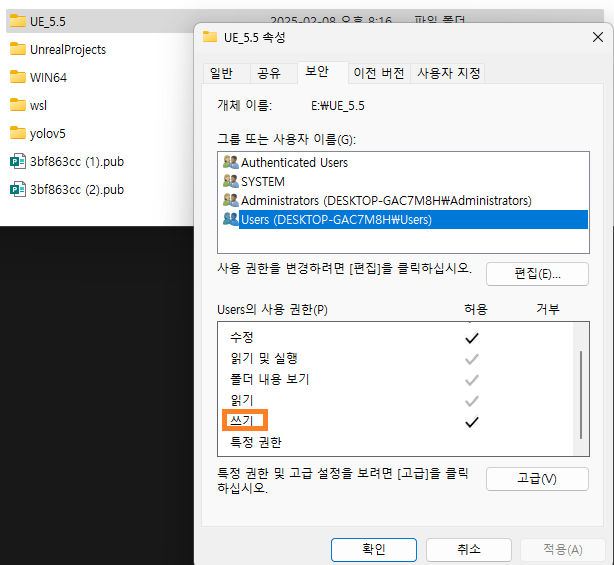 UE_5.5
2025-02-08 오후 8:16
파일 폴더
UnrealProjects
WIN64
wsl
yolov5
3bf863cc (1).pub
3bf863cc (2).pub
UE_5.5 속성
일반 공유 보안 이전 버전 사용자 지정
개체 이름: E:₩UE_5.5
그룹 또는 사용자 이름(G):
Authenticated Users
SYSTEM
Administrators (DESKTOP-GAC7M8H₩Administrators)
Users (DESKTOP-GAC7M8H₩Users)
사용 권한을 변경하려면 [편집]을 클릭하십시오.
편집(E)...
Users의 사용 권한(P) 허용 거부
수정
읽기 및 실행
폴더 내용 보기
읽기
쓰기
특정 권한
특정 권한 및 고급 설정을 보려면 [고급]을 클릭
하십시오.
고급(V)
확인 취소 적용(A)